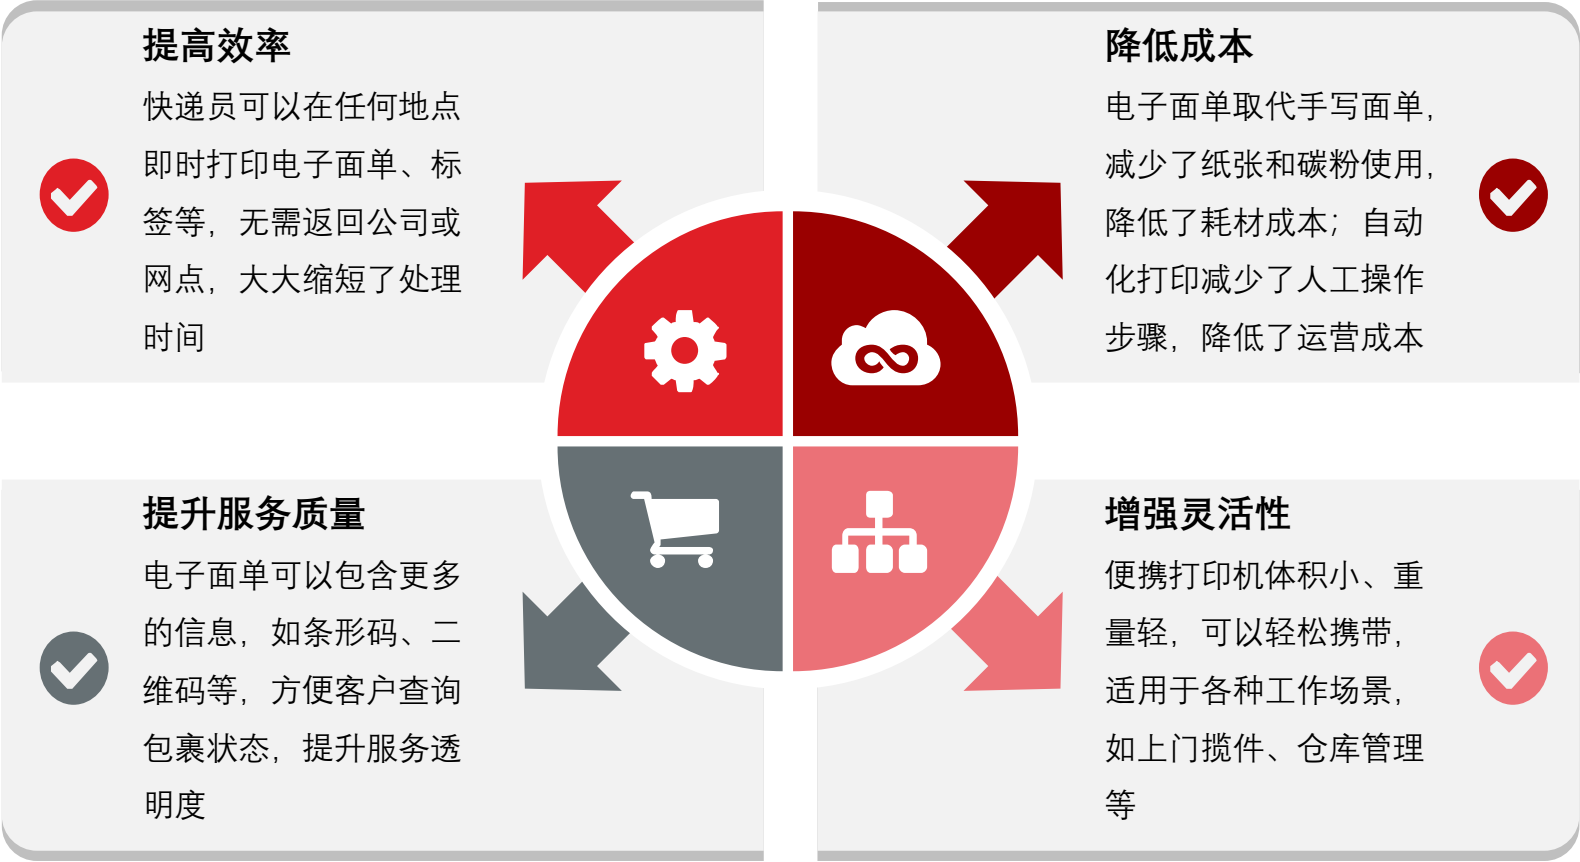 提高效率
快递员可以在任何地点
即时打印电子面单、标
签等，无需返回公司或
网点，大大缩短了处理
时间
降低成本
电子面单取代手写面单，
减少了纸张和碳粉使用，
降低了耗材成本；自动
化打印减少了人工操作
步骤，降低了运营成本
提升服务质量
电子面单可以包含更多
的信息，如条形码、二
维码等，方便客户查询
包裹状态，提升服务透
明度
增强灵活性
便携打印机体积小、重
量轻，可以轻松携带，
适用于各种工作场景，
如上门揽件、仓库管理
等